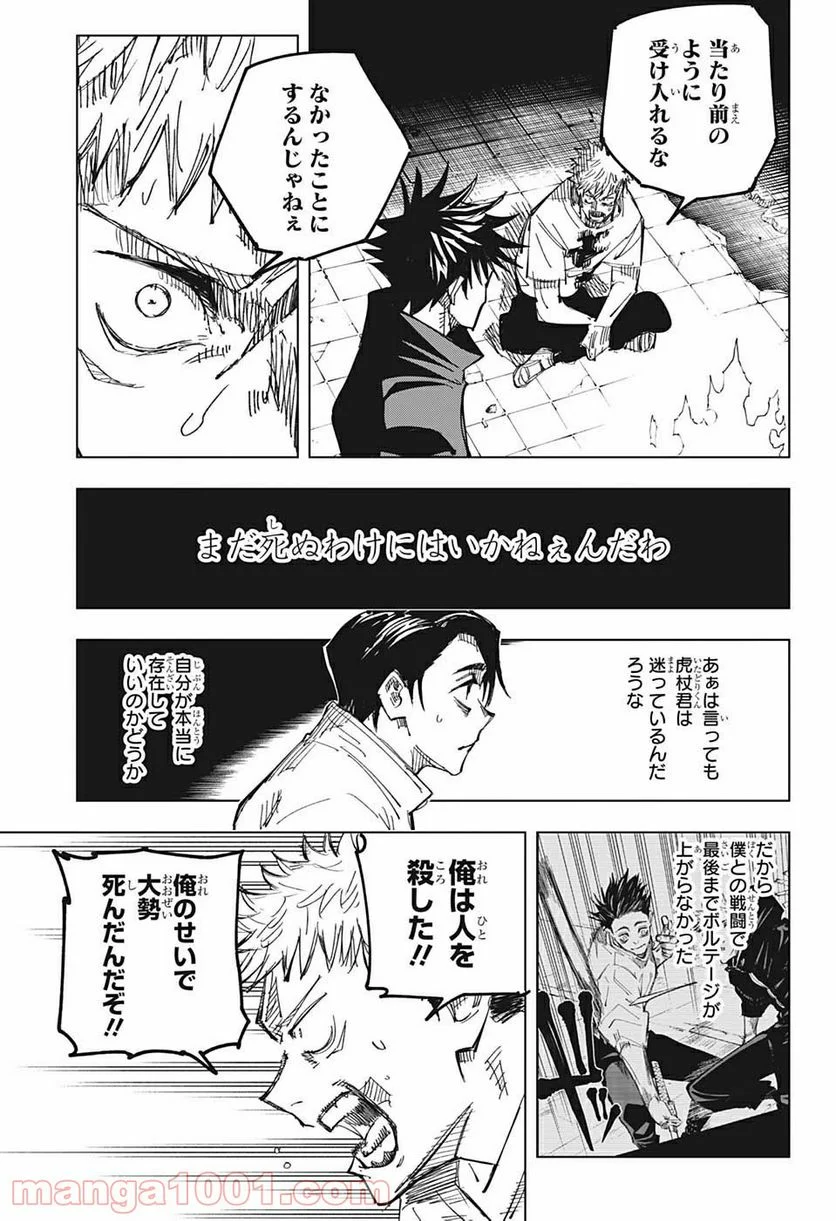 当たり前の
ように
受け入れるな
なかったことに
するんじゃねぇ
まだ死ぬわけにはいかねぇんだわ
あぁは言っても
虎杖君は
迷っているんだ
ろうな
自分が本当に
存在して
いいのかどうか
だから
僕との戦闘で
最後までボルテージが
上がらなかった
俺は人を
殺した!!
俺のせいで
大勢
死んだんだぞ!!
manga1001.com